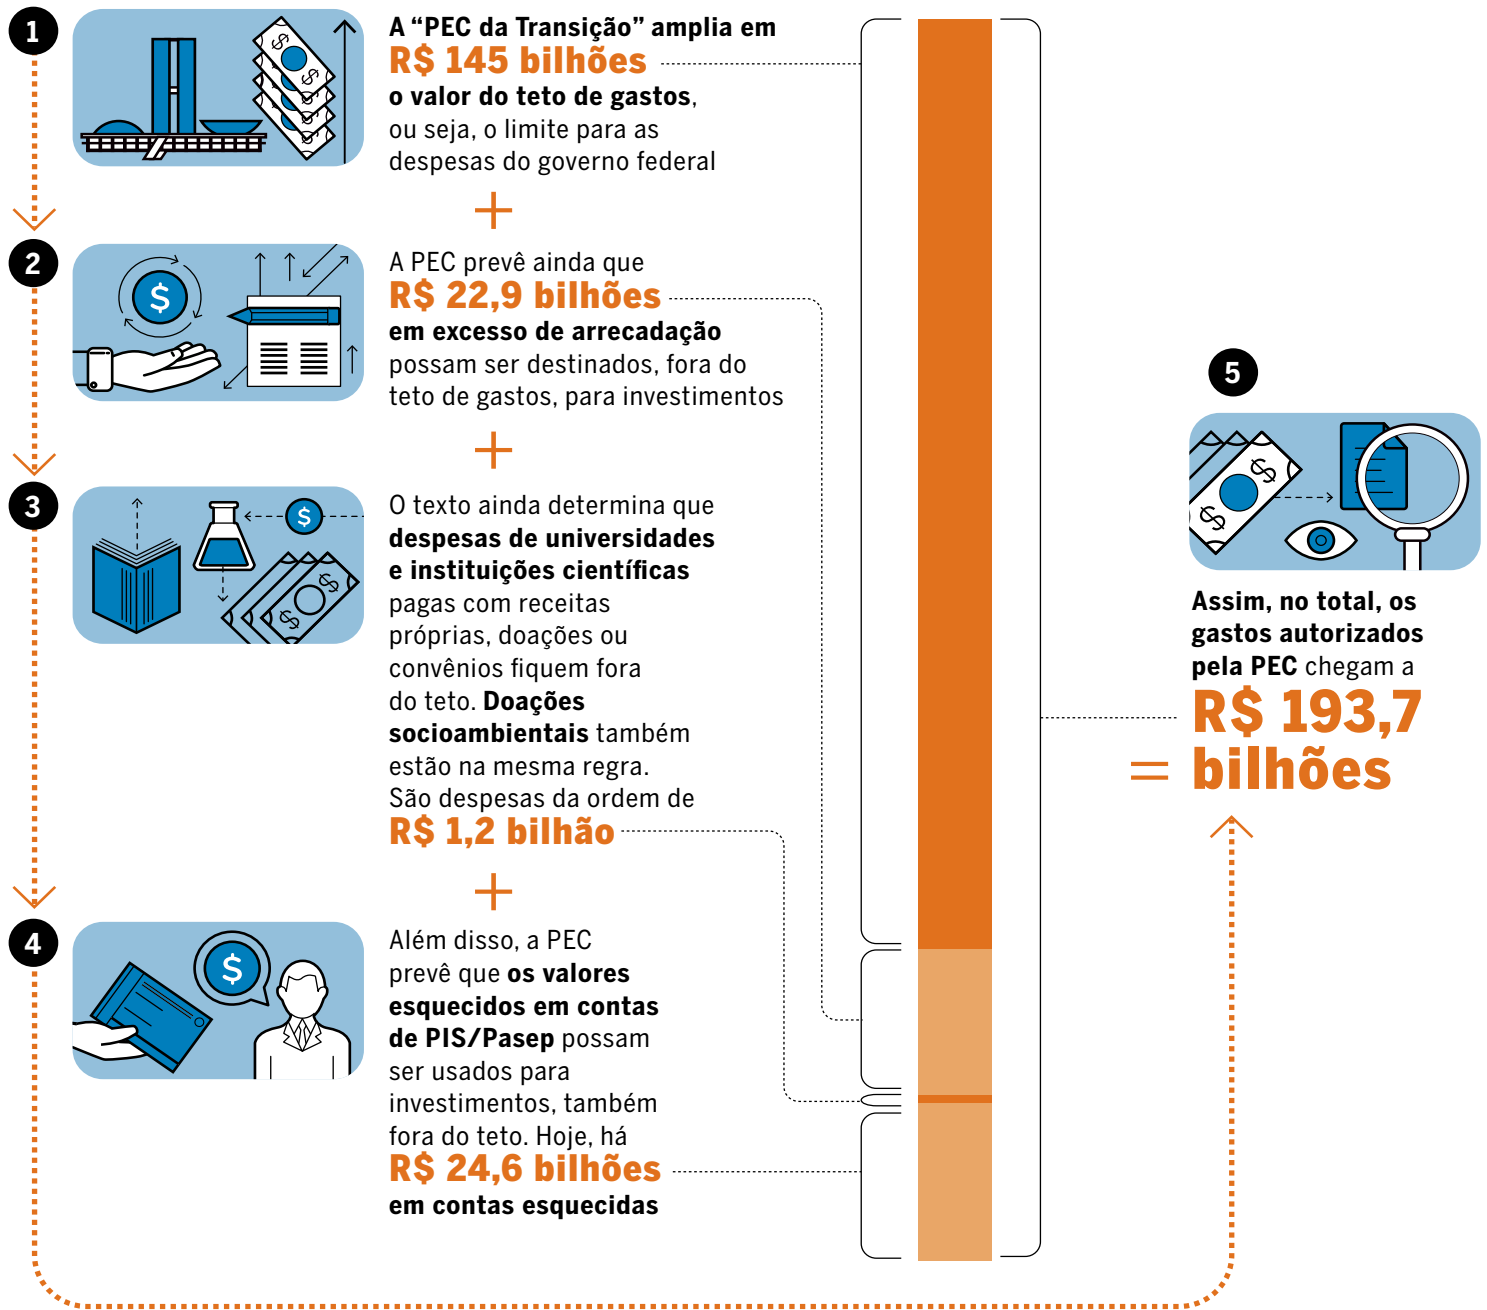 1
A “PEC da Transição” amplia em
R$ 145 bilhões
o valor do teto de gastos,
ou seja, o limite para as
despesas do governo federal
+
2
A PEC prevê ainda que
R$ 22,9 bilhões
em excesso de arrecadação
possam ser destinados, fora do
teto de gastos, para investimentos
+
3
O texto ainda determina que
despesas de universidades
e instituições científicas
pagas com receitas
próprias, doações ou
convênios fiquem fora
do teto. Doações
socioambientais também
estão na mesma regra.
São despesas da ordem de
R$ 1,2 bilhão
+
4
Além disso, a PEC
prevê que os valores
esquecidos em contas
de PIS/Pasep possam
ser usados para
investimentos, também
fora do teto. Hoje, há
R$ 24,6 bilhões
em contas esquecidas
5
Assim, no total, os
gastos autorizados
pela PEC chegam a
R$ 193,7
= bilhões